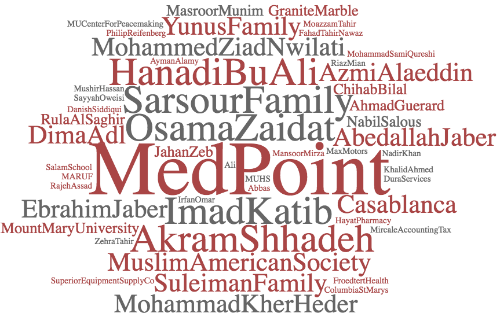 MasroorMunim GraniteMarble
MUCenterForPeacemaking YunusFamily MoazzamTahir
PhilipReifenberg FahadTahirNawaz
MohammedZiadNwilati
AymanAlamy RiazMian MohammadSamiQureshi
HanadiBuAli AzmiAlaeddin
MushirHassan SarsourFamily ChihabBilal
SayyahOweisi
DanishSiddiqui AhmadGuerard
RulaAlSaghir OsamaZaidat NabilSalous
DimaAdl AbedallahJaber
JahanZeb MansoorMirza MaxMotors NadirKhan
SalamSchool MedPoint Ali KhalidAhmed
MARUF MUHS DuraServices
RajehAssad Abbas
IrfanOmar
EbrahimJaber ImadKatib Casablanca
HayatPharmacy
MountMaryUniversity MircaleAccountingTax
ZehraTahir AkramShhadeh
MuslimAmericanSociety
SuperiorEquipmentSupplyCo SuleimanFamily FroedtertHealth
ColumbiaStMarys
MohammadKherHeder